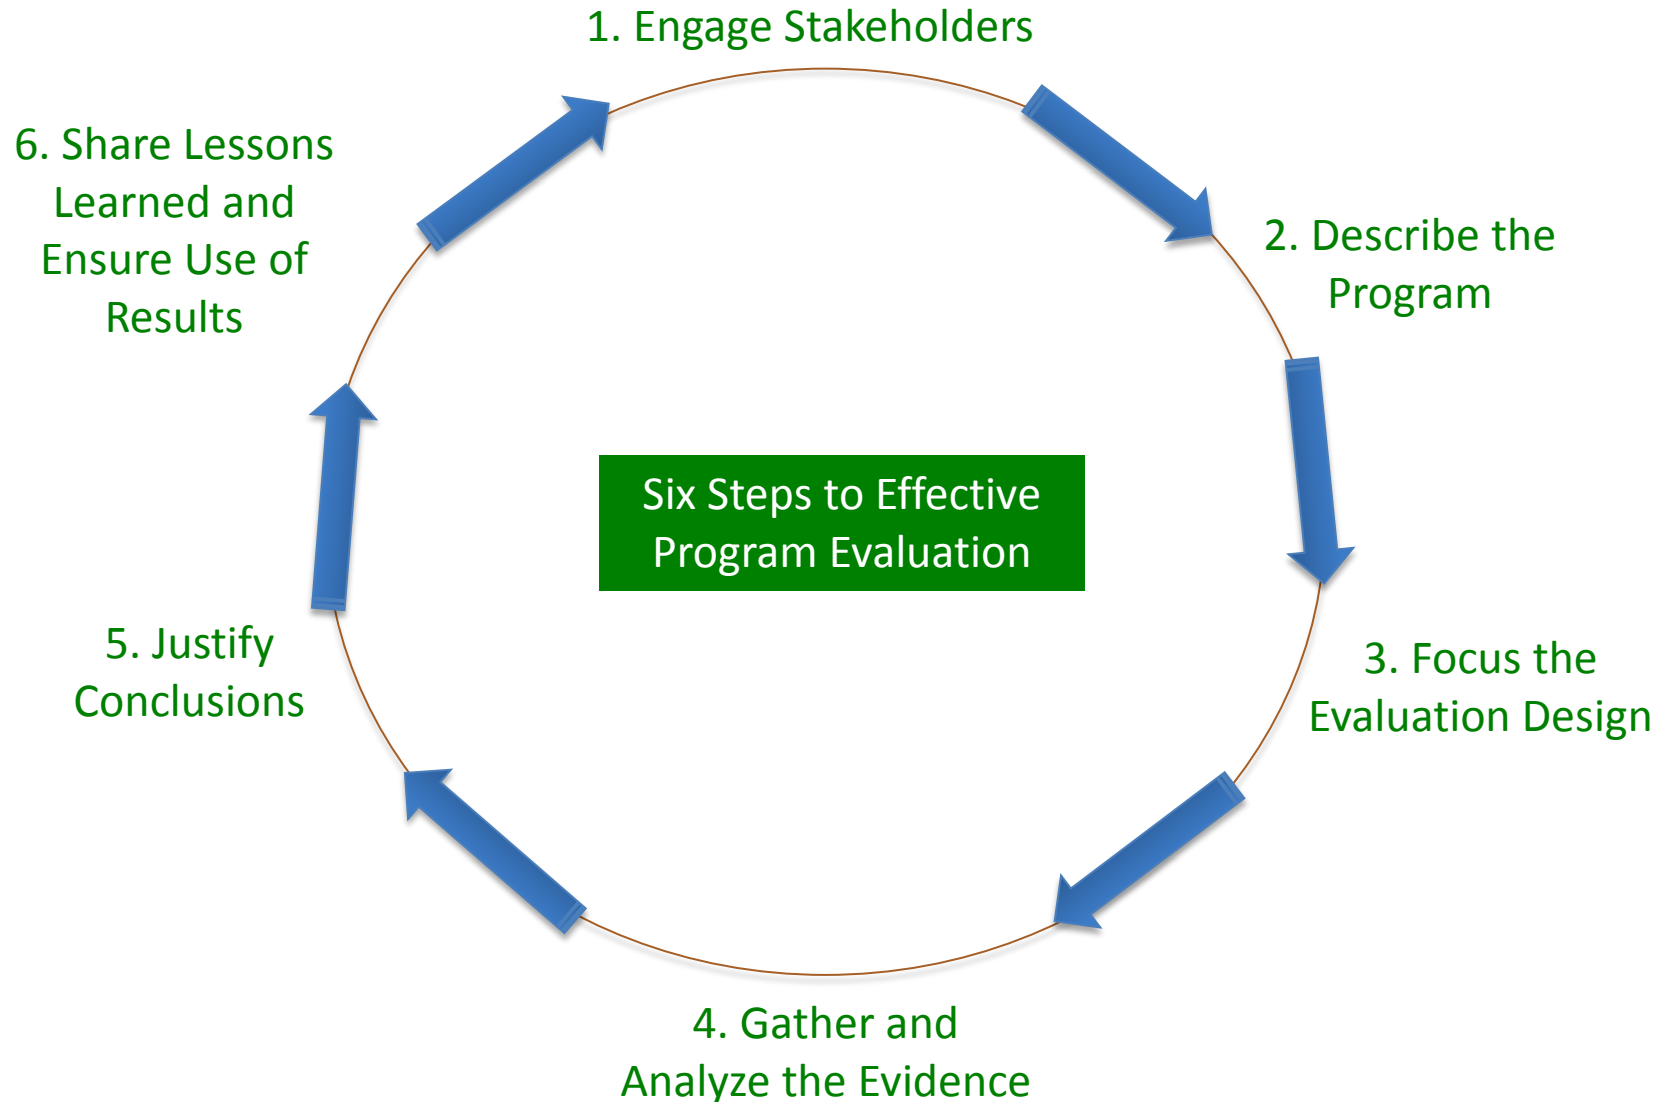 1. Engage Stakeholders
2. Describe the
Program
3. Focus the
Evaluation Design
4. Gather and
Analyze the Evidence
5. Justify
Conclusions
6. Share Lessons
Learned and
Ensure Use of
Results
Six Steps to Effective
Program Evaluation